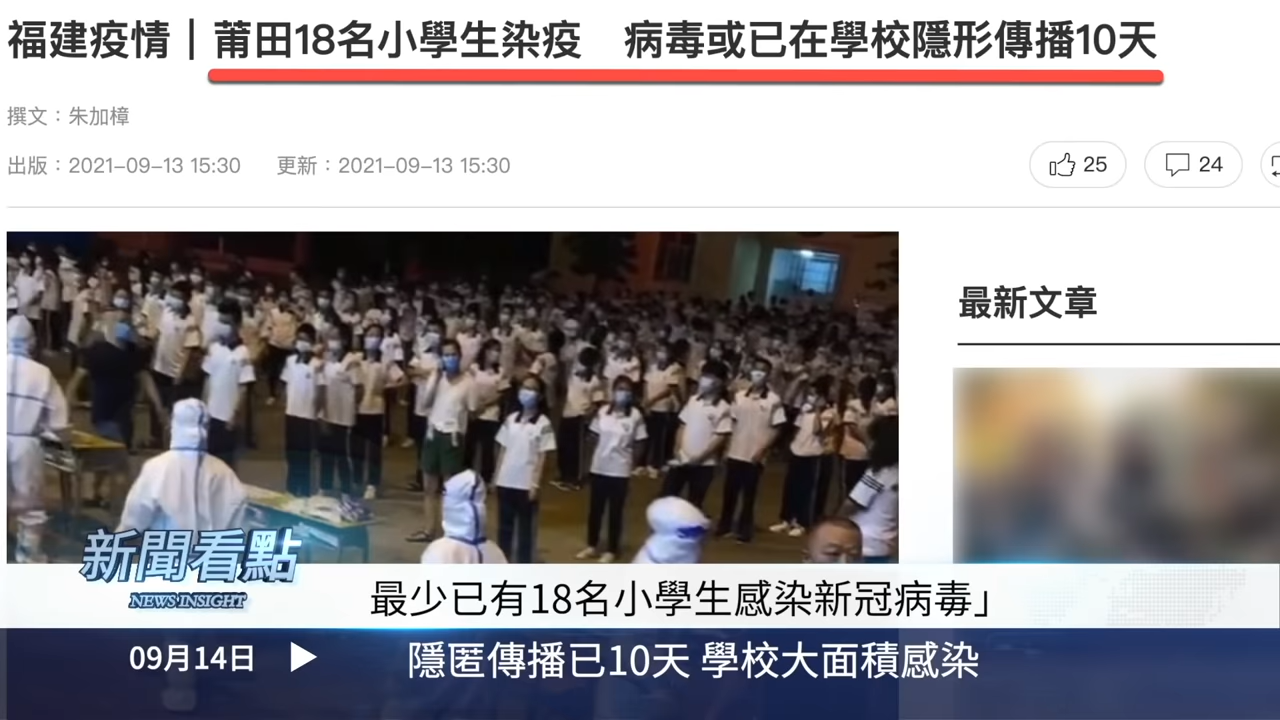 福建疫情｜莆田18名小學生染疫　病毒或已在學校隱形傳播10天
撰文：朱加樟
出版：2021-09-13 15:30 更新：2021-09-13 15:30
25
24
最新文章
新聞看點
NEWS INSIGHT
最少已有18名小學生感染新冠病毒」
09月14日
隱匿傳播已10天 學校大面積感染